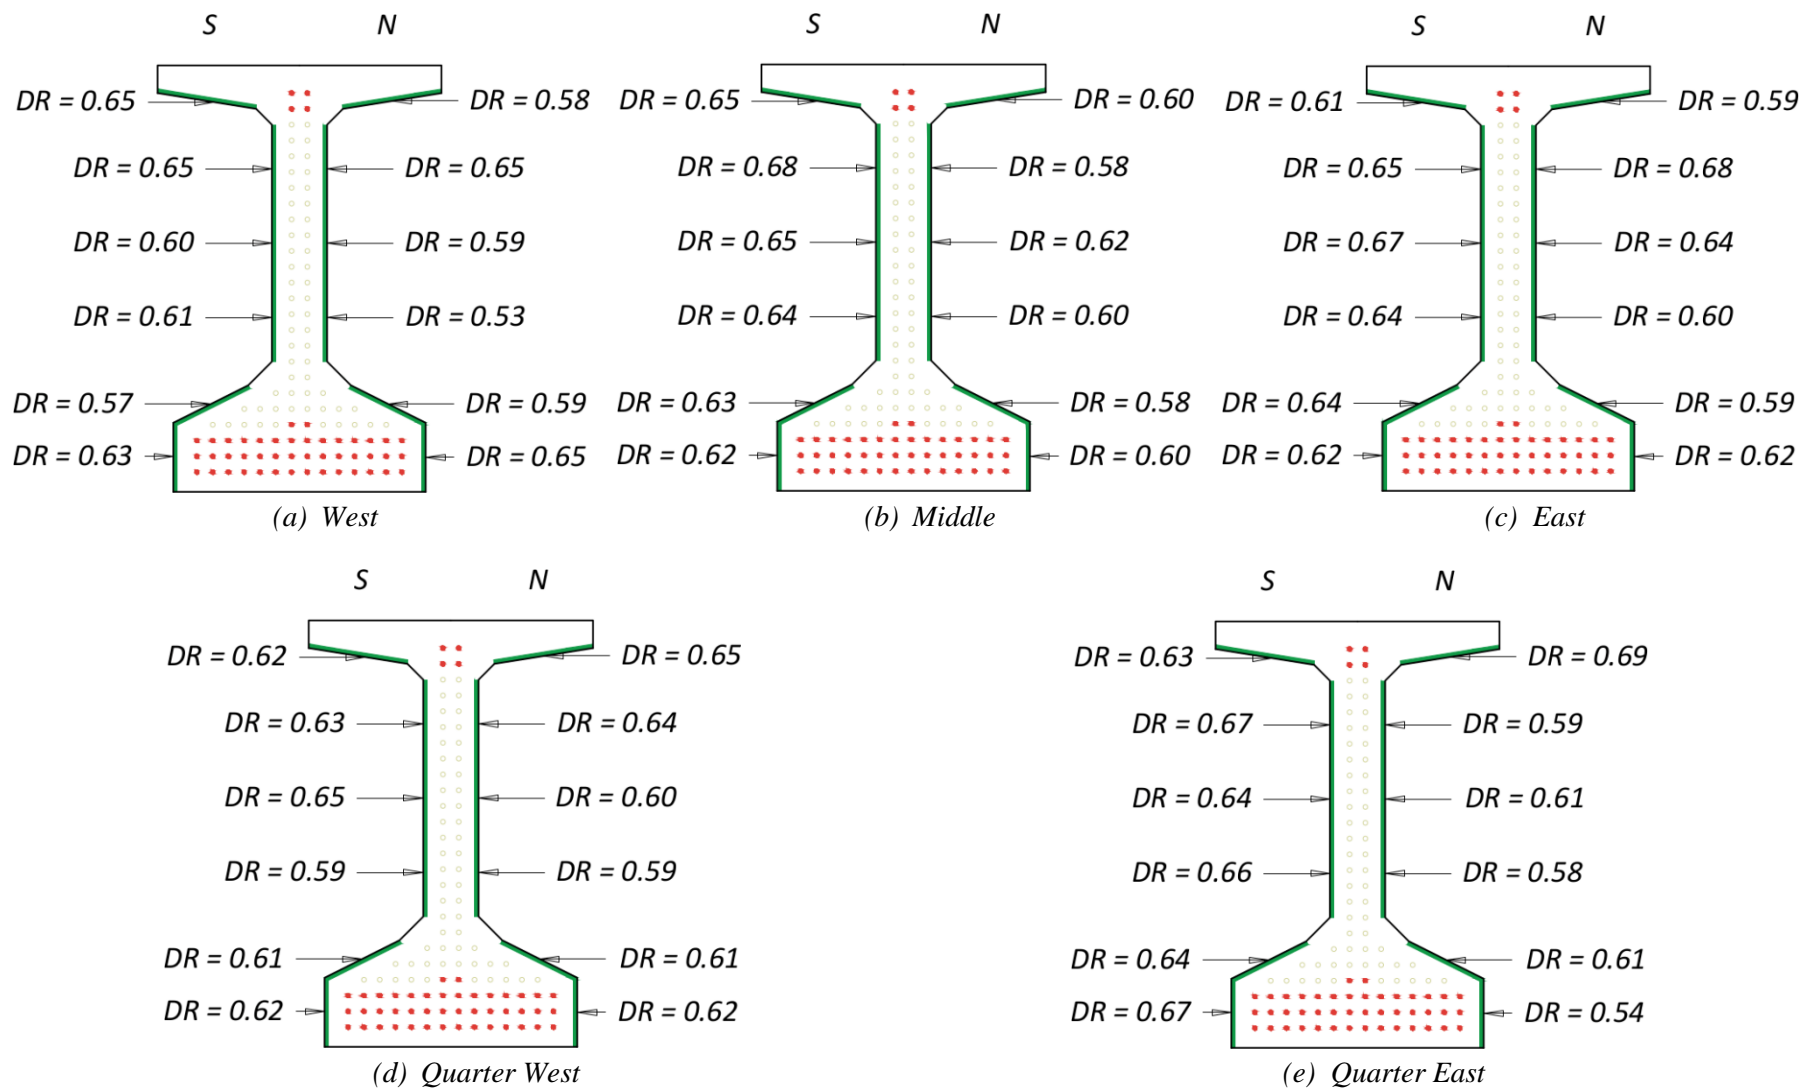 S N S N S N
DR = 0.65 DR = 0.58 DR = 0.65 DR = 0.60 DR = 0.61 DR = 0.59
DR = 0.65 DR = 0.65 DR = 0.68 DR = 0.58 DR = 0.65 DR = 0.68
DR = 0.60 DR = 0.59 DR = 0.65 DR = 0.62 DR = 0.67 DR = 0.64
DR = 0.61 DR = 0.53 DR = 0.64 DR = 0.60 DR = 0.64 DR = 0.60
DR = 0.57 DR = 0.59 DR = 0.63 DR = 0.58 DR = 0.64 DR = 0.59
DR = 0.63 DR = 0.65 DR = 0.62 DR = 0.60 DR = 0.62 DR = 0.62
(a) West (b) Middle (c) East
S N S N
DR = 0.62 DR = 0.65 DR = 0.63 DR = 0.69
DR = 0.63 DR = 0.64 DR = 0.67 DR = 0.59
DR = 0.65 DR = 0.60 DR = 0.64 DR = 0.61
DR = 0.59 DR = 0.59 DR = 0.66 DR = 0.58
DR = 0.61 DR = 0.61 DR = 0.64 DR = 0.61
DR = 0.62 DR = 0.62 DR = 0.67 DR = 0.54
(d) Quarter West (e) Quarter East